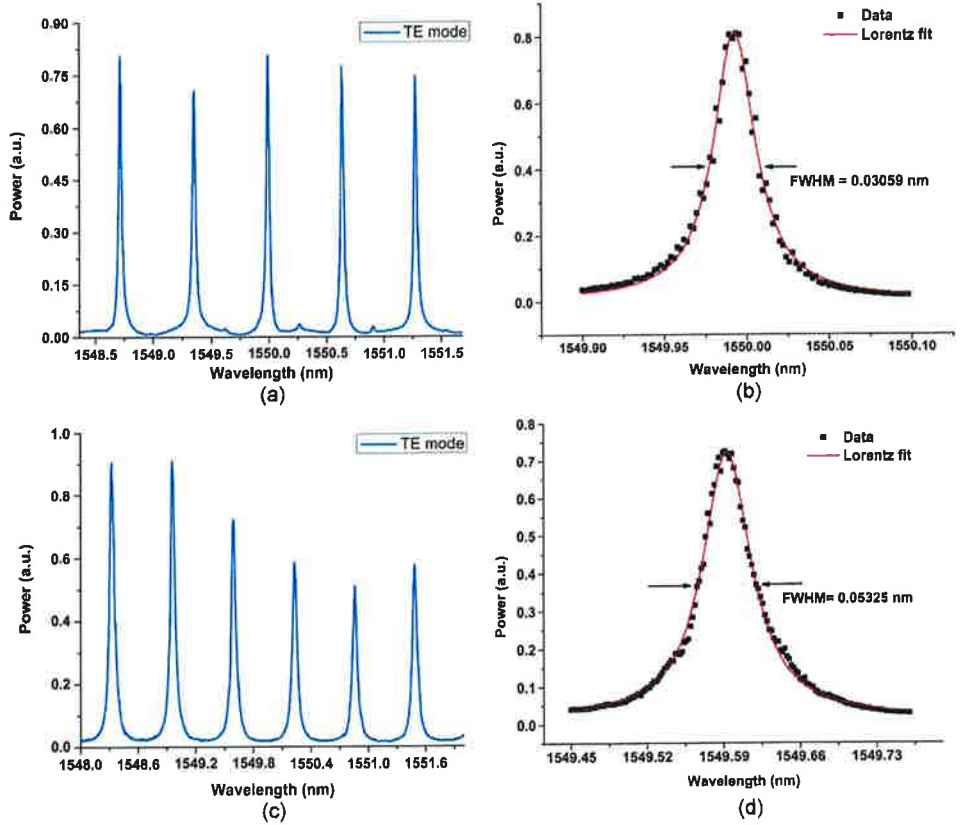 0.90
0.75
0.60
0.45
0.30
0.15
0.00
Power (a.u.)
TE mode
1548.5 1549.0 1549.5 1550.0 1550.5 1551.0 1551.5
Wavelength (nm)
(a)
0.8
0.6
0.4
0.2
0.0
Power (a.u.)
Data
Lorentz fit
FWHM = 0.03059 nm
1549.90 1549.95 1550.00 1550.05 1550.10
Wavelength (nm)
(b)
1.0
0.8
0.6
0.4
0.2
0.0
Power (a.u.)
TE mode
1548.0 1548.6 1549.2 1549.8 1550.4 1551.0 1551.6
Wavelength (nm)
(c)
0.8
0.7
0.6
0.5
0.4
0.3
0.2
0.1
0.0
Power (a.u.)
Data
Lorentz fit
FWHM= 0.05325 nm
1549.45 1549.52 1549.59 1549.66 1549.73
Wavelength (nm)
(d)